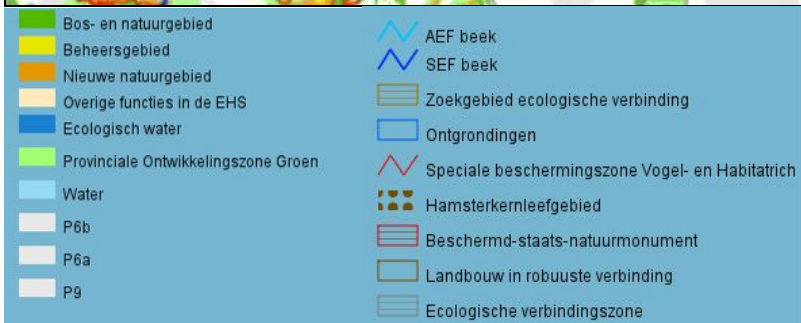 Bos- en natuurgebied
Beheersgebied
Nieuwe natuurgebied
Overige functies in de EHS
Ecologisch water
Provinciale Ontwikkelingszone Groen
Water
P6b
P6a
P9
AEF beek
SEF beek
Zoekgebied ecologische verbinding
Ontgrondingen
Speciale beschermingszone Vogel- en Habitatrich
Hamsterkernleefgebied
Beschermd-staats-natuurmonument
Landbouw in robuuste verbinding
Ecologische verbindingszone